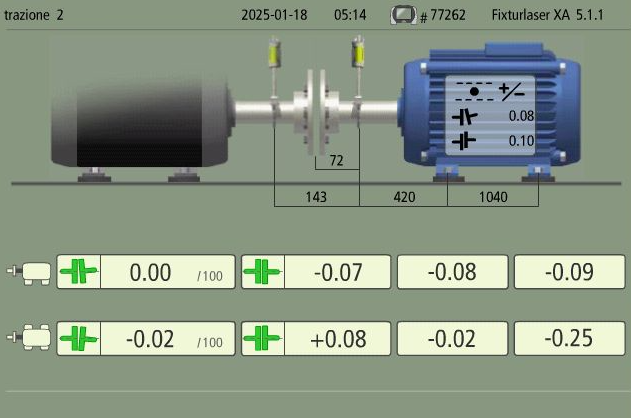 trazione 2 2025-01-18 05:14 # 77262 Fixturlaser XA 5.1.1
+/-
0.08
0.10
72
143 420 1040
0.00 /100 -0.07 -0.08 -0.09
-0.02 /100 +0.08 -0.02 -0.25